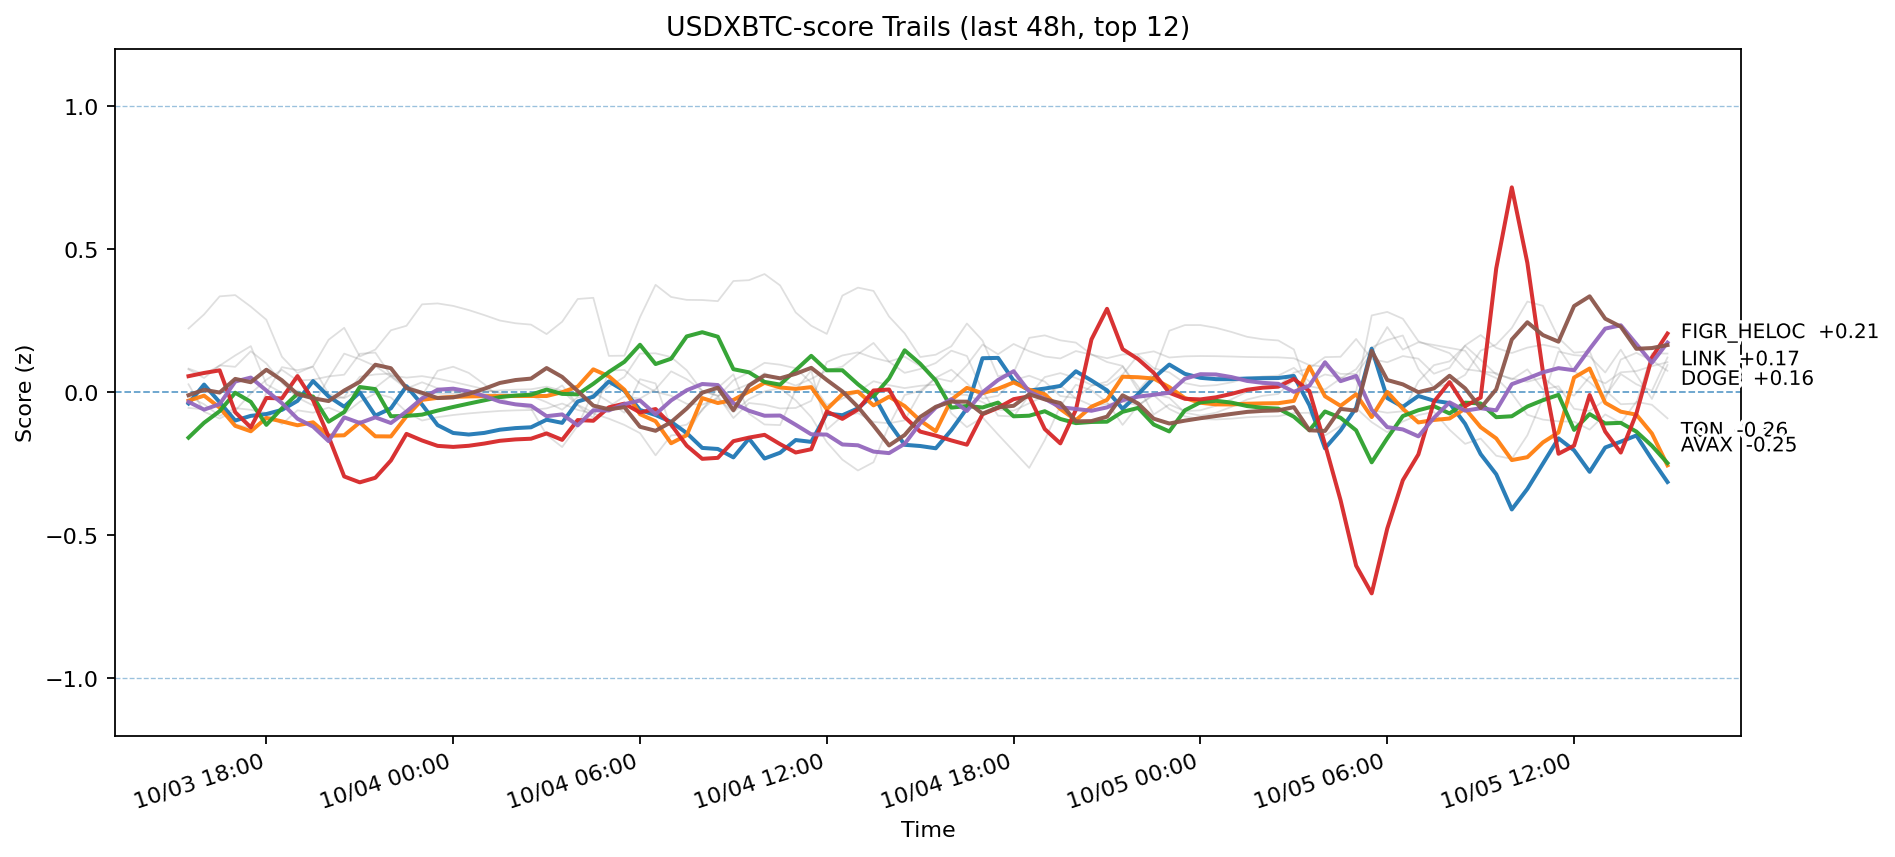 USDXBTC-score Trails (last 48h, top 12)
Score (z)
1.0
0.5
0.0
−0.5
−1.0
FIGR_HELOC +0.21
LINK +0.17
DOGE +0.16
TON -0.26
AVAX -0.25
10/03 18:00
10/04 00:00
10/04 06:00
10/04 12:00
10/04 18:00
10/05 00:00
10/05 06:00
10/05 12:00
Time